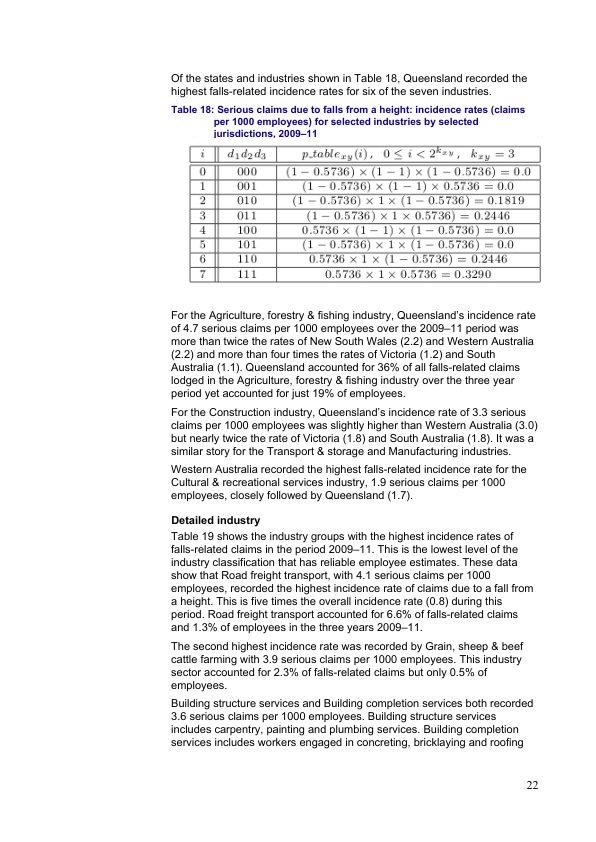 Of the states and industries shown in Table 18, Queensland recorded the
highest falls-related incidence rates for six of the seven industries.
Table 18: Serious claims due to falls from a height: incidence rates (claims
per 1000 employees) for selected industries by selected
jurisdictions, 2009–11
i d₁d₂d₃ p_tableₓᵧ(i), 0 ≤ i < 2^kₓᵧ, kₓᵧ = 3
0 000 (1 − 0.5736) × (1 − 1) × (1 − 0.5736) = 0.0
1 001 (1 − 0.5736) × (1 − 1) × 0.5736 = 0.0
2 010 (1 − 0.5736) × 1 × (1 − 0.5736) = 0.1819
3 011 (1 − 0.5736) × 1 × 0.5736) = 0.2446
4 100 0.5736 × (1 − 1) × (1 − 0.5736) = 0.0
5 101 (1 − 0.5736) × 1 × (1 − 0.5736) = 0.0
6 110 0.5736 × 1 × (1 − 0.5736) = 0.2446
7 111 0.5736 × 1 × 0.5736 = 0.3290
For the Agriculture, forestry & fishing industry, Queensland's incidence rate
of 4.7 serious claims per 1000 employees over the 2009–11 period was
more than twice the rates of New South Wales (2.2) and Western Australia
(2.2) and more than four times the rates of Victoria (1.2) and South
Australia (1.1). Queensland accounted for 36% of all falls-related claims
lodged in the Agriculture, forestry & fishing industry over the three year
period yet accounted for just 19% of employees.
For the Construction industry, Queensland's incidence rate of 3.3 serious
claims per 1000 employees was slightly higher than Western Australia (3.0)
but nearly twice the rate of Victoria (1.8) and South Australia (1.8). It was a
similar story for the Transport & storage and Manufacturing industries.
Western Australia recorded the highest falls-related incidence rate for the
Cultural & recreational services industry, 1.9 serious claims per 1000
employees, closely followed by Queensland (1.7).
Detailed industry
Table 19 shows the industry groups with the highest incidence rates of
falls-related claims in the period 2009–11. This is the lowest level of the
industry classification that has reliable employee estimates. These data
show that Road freight transport, with 4.1 serious claims per 1000
employees, recorded the highest incidence rate of claims due to a fall from
a height. This is five times the overall incidence rate (0.8) during this
period. Road freight transport accounted for 6.6% of falls-related claims
and 1.3% of employees in the three years 2009–11.
The second highest incidence rate was recorded by Grain, sheep & beef
cattle farming with 3.9 serious claims per 1000 employees. This industry
sector accounted for 2.3% of falls-related claims but only 0.5% of
employees.
Building structure services and Building completion services both recorded
3.6 serious claims per 1000 employees. Building structure services
includes carpentry, painting and plumbing services. Building completion
services includes workers engaged in concreting, bricklaying and roofing
22